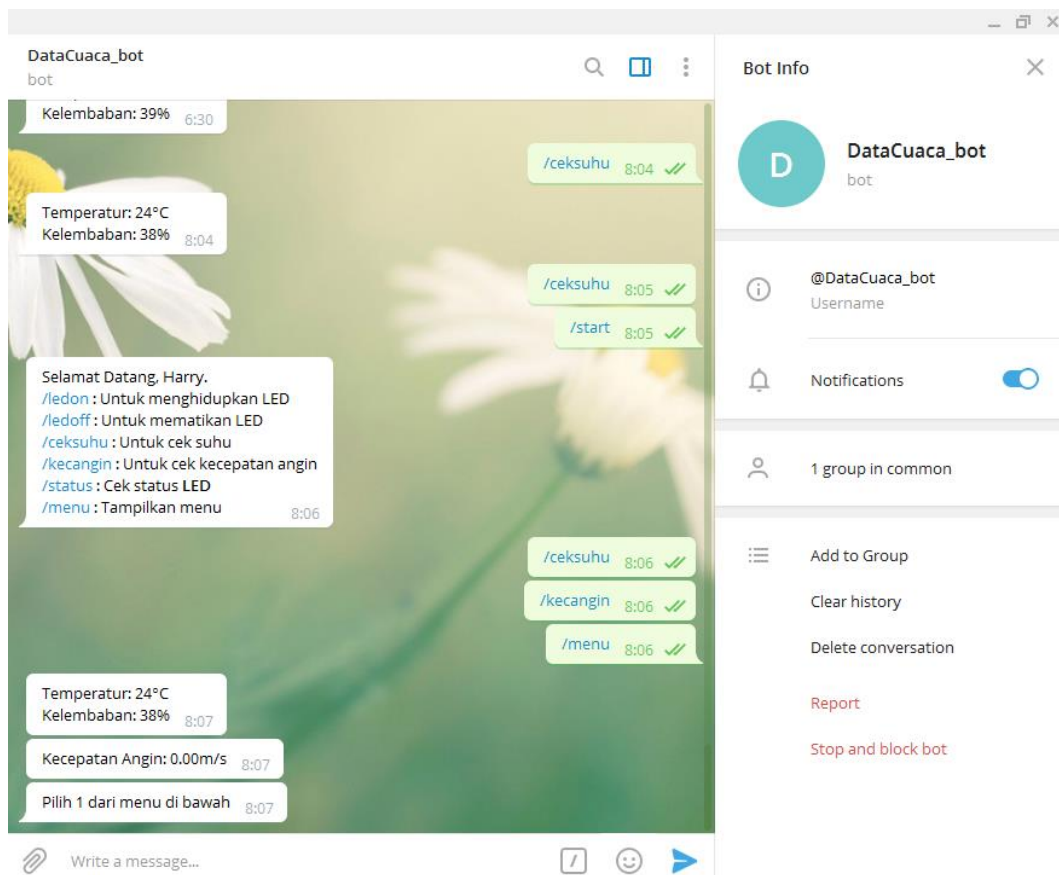 DataCuaca_bot
bot
Kelembaban: 39% 6:30
/ceksuhu 8:04
Temperatur: 24°C
Kelembaban: 38% 8:04
/ceksuhu 8:05
/start 8:05
Selamat Datang, Harry.
/ledon : Untuk menghidupkan LED
/ledoff : Untuk mematikan LED
/ceksuhu : Untuk cek suhu
/kecangin : Untuk cek kecepatan angin
/status : Cek status LED
/menu : Tampilkan menu 8:06
/ceksuhu 8:06
/kecangin 8:06
/menu 8:06
Temperatur: 24°C
Kelembaban: 38% 8:07
Kecepatan Angin: 0.00m/s 8:07
Pilih 1 dari menu di bawah 8:07
Write a message...
Bot Info
D
DataCuaca_bot
bot
@DataCuaca_bot
Username
Notifications
1 group in common
Add to Group
Clear history
Delete conversation
Report
Stop and block bot